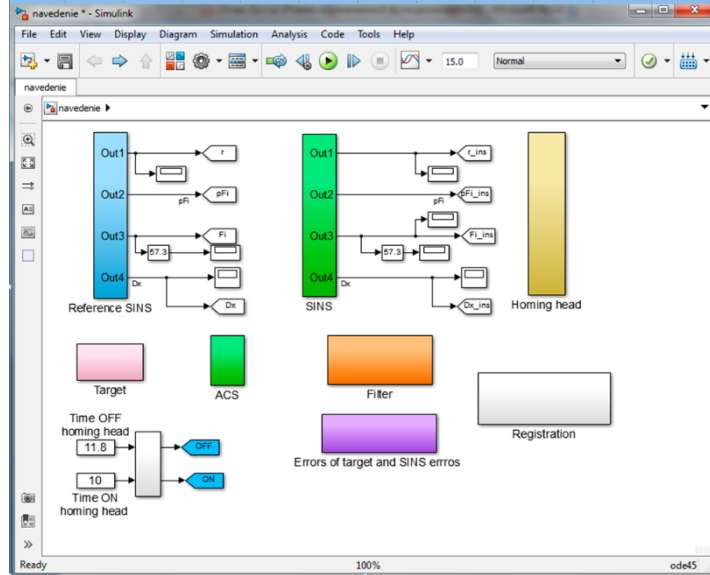 navedenie * - Simulink
File Edit View Display Diagram Simulation Analysis Code Tools Help
15.0 Normal
navedenie
navedenie
Out1 r
Out2 pFi pFi
Out3 Fi
57.3
Out4 Dx
Dx
Reference SINS
Out1 r_ins
Out2 pFi pFi_ins
Out3 Fi_ins
57.3
Out4 Dx
Dx_ins
SINS
Homing head
Target
ACS
Filter
Registration
Errors of target and SINS erros
Time OFF
homing head
11.8 OFF
10 ON
Time ON
homing head
Ready 100% ode45